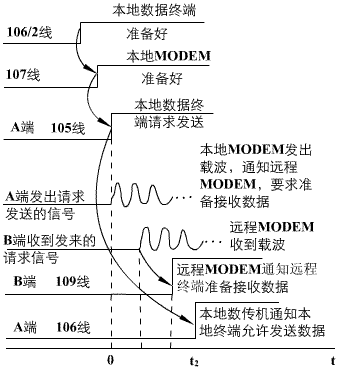 本地数据终端
106/2线
准备好
本地MODEM
107线
准备好
本地数据终
端请求发送
A端 105线
本地MODEM发出
载波，通知远程
MODEM，要求准
备接收数据
A端发出请求
发送的信号
···
远程MODEM
收到载波
B端收到发来的
请求信号
···
远程MODEM通知远程
终端准备接收数据
B端 109线
本地数传机通知本
地终端允许发送数据
A端 106线
0 t₂ t